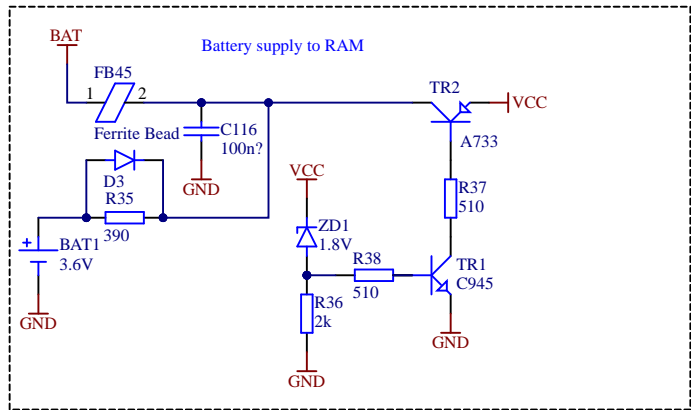 BAT
Battery supply to RAM
FB45
1 2
Ferrite Bead
C116
100n?
GND
TR2
VCC
A733
D3
R35
390
BAT1
3.6V
GND
VCC
ZD1
1.8V
R37
510
R38
510
TR1
C945
R36
2k
GND
GND